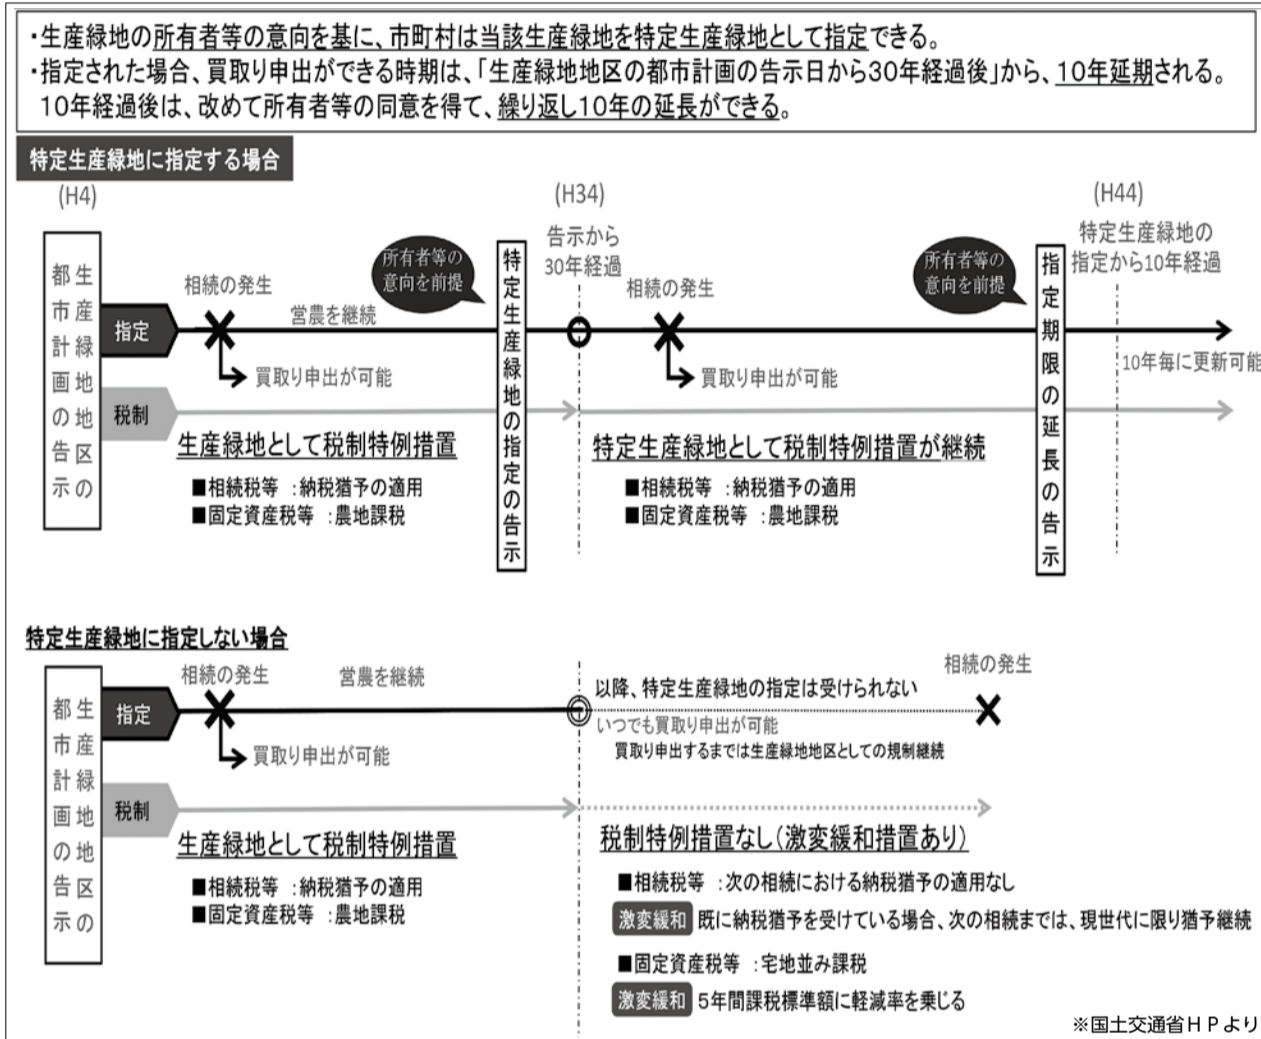 ・生産緑地の所有者等の意向を基に、市町村は当該生産緑地を特定生産緑地として指定できる。
・指定された場合、買取り申出ができる時期は、「生産緑地地区の都市計画の告示日から30年経過後」から、10年延期される。
10年経過後は、改めて所有者等の同意を得て、繰り返し10年の延長ができる。
特定生産緑地に指定する場合
(H4)
(H34)
(H44)
生産緑地地区の
都市計画の告示
指定
相続の発生
営農を継続
買取り申出が可能
所有者等の
意向を前提
特定生産緑地の指定の告示
告示から
30年経過
相続の発生
買取り申出が可能
所有者等の
意向を前提
指定期限の延長の告示
特定生産緑地の
指定から10年経過
10年毎に更新可能
税制
生産緑地として税制特例措置
■相続税等 :納税猶予の適用
■固定資産税等 :農地課税
特定生産緑地として税制特例措置が継続
■相続税等 :納税猶予の適用
■固定資産税等 :農地課税
特定生産緑地に指定しない場合
生産緑地地区の
都市計画の告示
指定
相続の発生
営農を継続
買取り申出が可能
以降、特定生産緑地の指定は受けられない
いつでも買取り申出が可能
買取り申出するまでは生産緑地地区としての規制継続
相続の発生
税制
生産緑地として税制特例措置
■相続税等 :納税猶予の適用
■固定資産税等 :農地課税
税制特例措置なし(激変緩和措置あり)
■相続税等 :次の相続における納税猶予の適用なし
激変緩和 既に納税猶予を受けている場合、次の相続までは、現世代に限り猶予継続
■固定資産税等 :宅地並み課税
激変緩和 5年間課税標準額に軽減率を乗じる
※国土交通省HPより